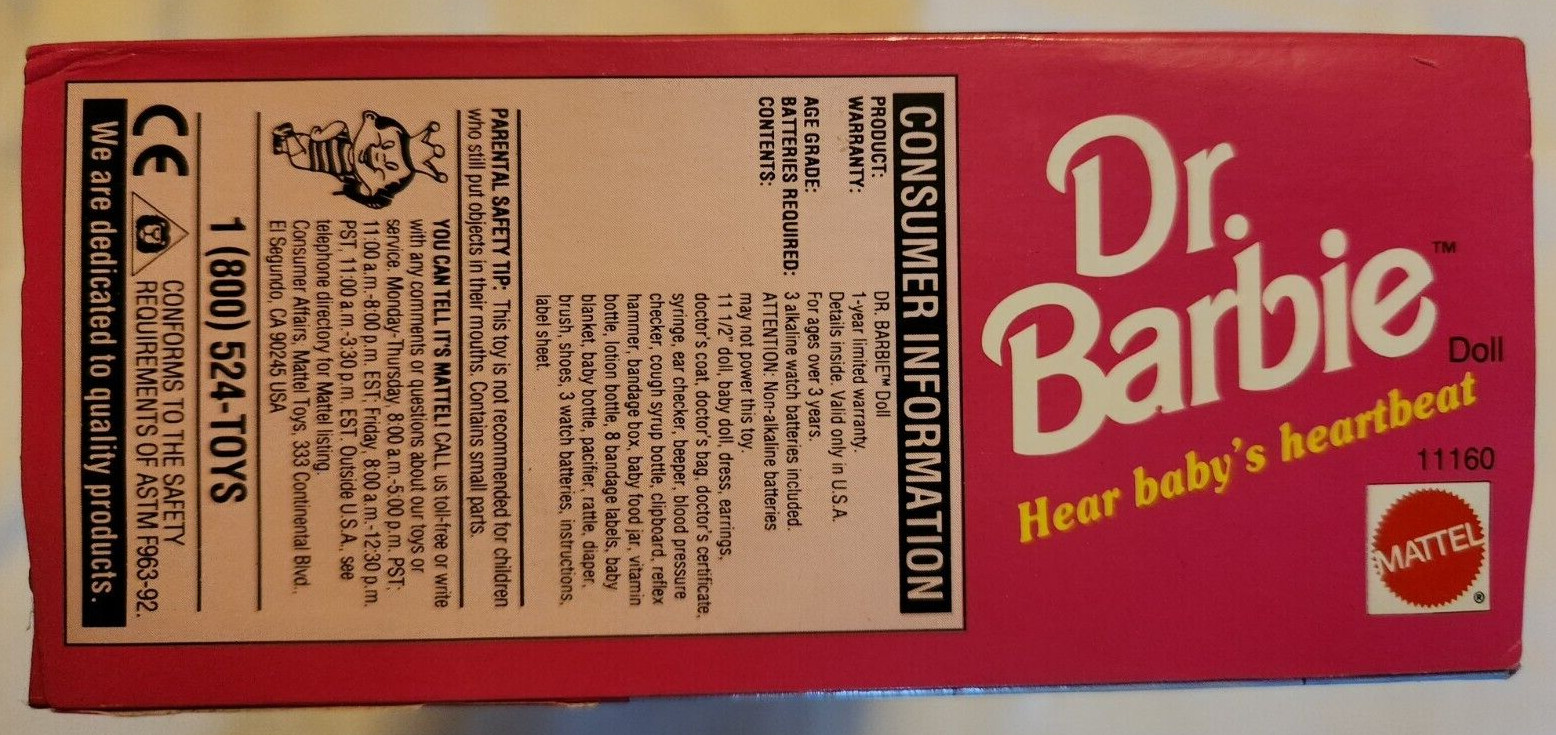 Dr.
Barbie™
Doll
Hear baby's heartbeat
11160
MATTEL®
CONSUMER INFORMATION
PRODUCT: DR. BARBIE™ Doll
WARRANTY: 1-year limited warranty.
Details inside. Valid only in U.S.A.
AGE GRADE: For ages over 3 years.
BATTERIES REQUIRED: 3 alkaline watch batteries included.
CONTENTS: ATTENTION: Non-alkaline batteries
may not power this toy.
11 1/2" doll, baby doll, dress, earrings,
doctor's coat, doctor's bag, doctor's certificate,
syringe, ear checker, beeper, blood pressure
checker, cough syrup bottle, clipboard, reflex
hammer, bandage box, baby food jar, vitamin
bottle, lotion bottle, 8 bandage labels, baby
blanket, baby bottle, pacifier, rattle, diaper,
brush, shoes, 3 watch batteries, instructions,
label sheet.
PARENTAL SAFETY TIP: This toy is not recommended for children
who still put objects in their mouths. Contains small parts.
YOU CAN TELL IT'S MATTEL! CALL us toll-free or write
with any comments or questions about our toys or
service. Monday-Thursday, 8:00 a.m.-5:00 p.m. PST;
11:00 a.m.-8:00 p.m. EST; Friday, 8:00 a.m.-12:30 p.m.
PST, 11:00 a.m.-3:30 p.m. EST. Outside U.S.A., see
telephone directory for Mattel listing.
Consumer Affairs, Mattel Toys, 333 Continental Blvd.,
El Segundo, CA 90245 USA
1 (800) 524-TOYS
CE
CONFORMS TO THE SAFETY
REQUIREMENTS OF ASTM F963-92.
We are dedicated to quality products.